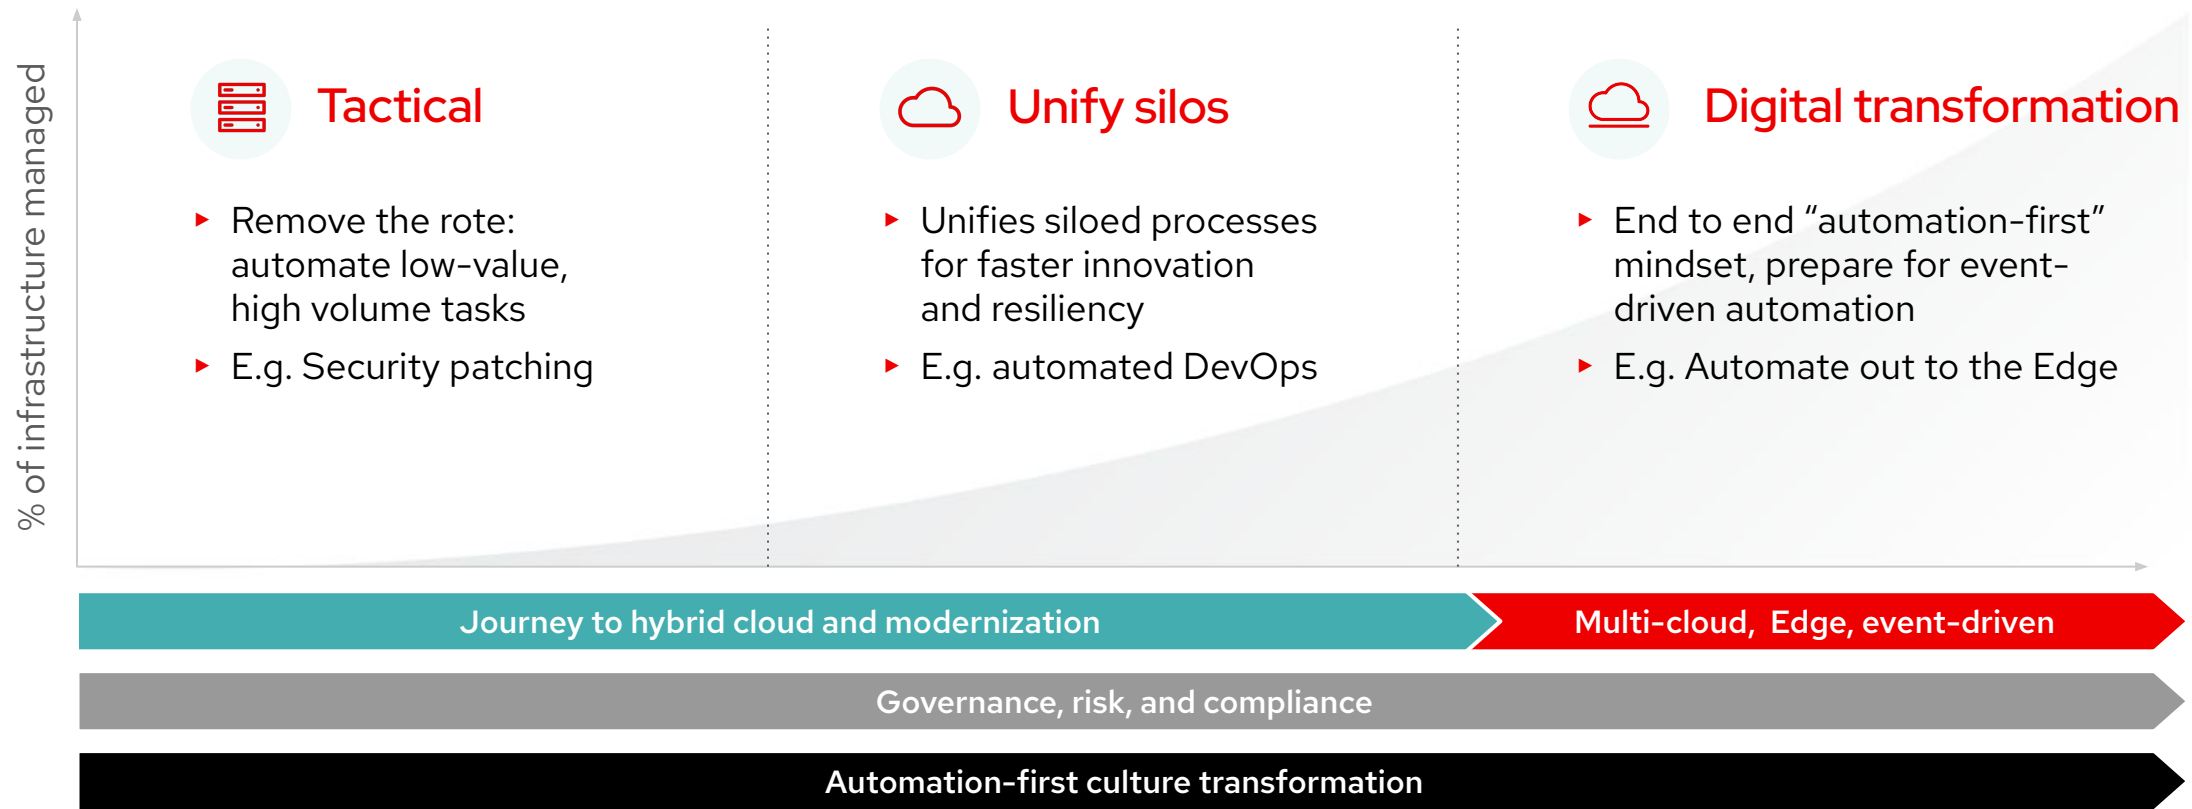 % of infrastructure managed
Tactical
Remove the rote:
automate low-value,
high volume tasks
E.g. Security patching
Unify silos
Unifies siloed processes
for faster innovation
and resiliency
E.g. automated DevOps
Digital transformation
End to end “automation-first”
mindset, prepare for event-
driven automation
E.g. Automate out to the Edge
Journey to hybrid cloud and modernization
Multi-cloud, Edge, event-driven
Governance, risk, and compliance
Automation-first culture transformation